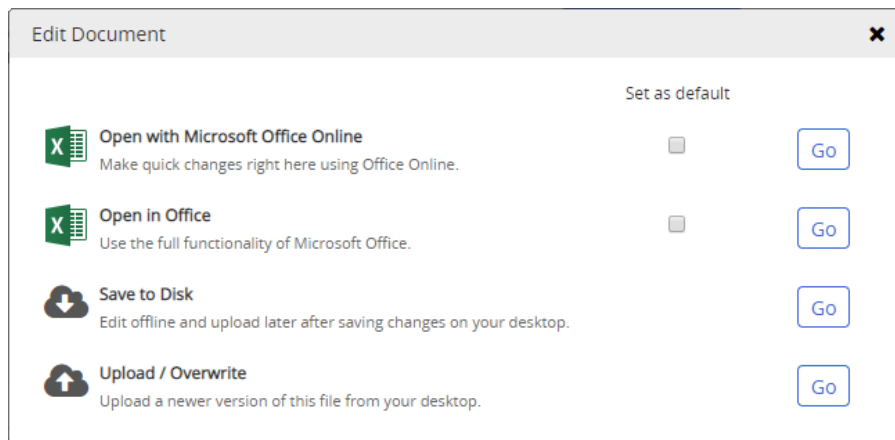 Edit Document
Set as default
Open with Microsoft Office Online
Make quick changes right here using Office Online.
Go
Open in Office
Use the full functionality of Microsoft Office.
Go
Save to Disk
Edit offline and upload later after saving changes on your desktop.
Go
Upload / Overwrite
Upload a newer version of this file from your desktop.
Go